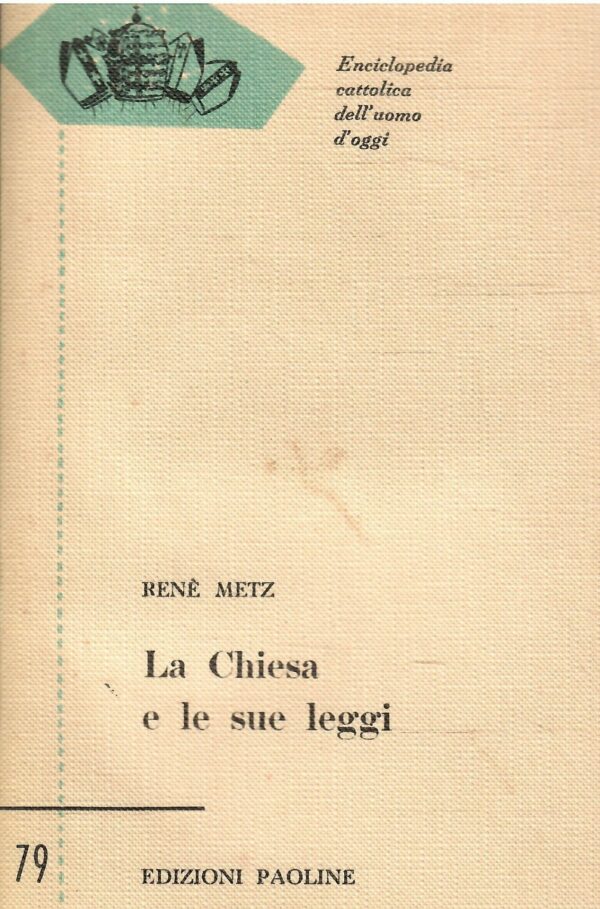 Enciclopedia
cattolica
dell'uomo
d'oggi
RENÈ METZ
La Chiesa
e le sue leggi
79
EDIZIONI PAOLINE